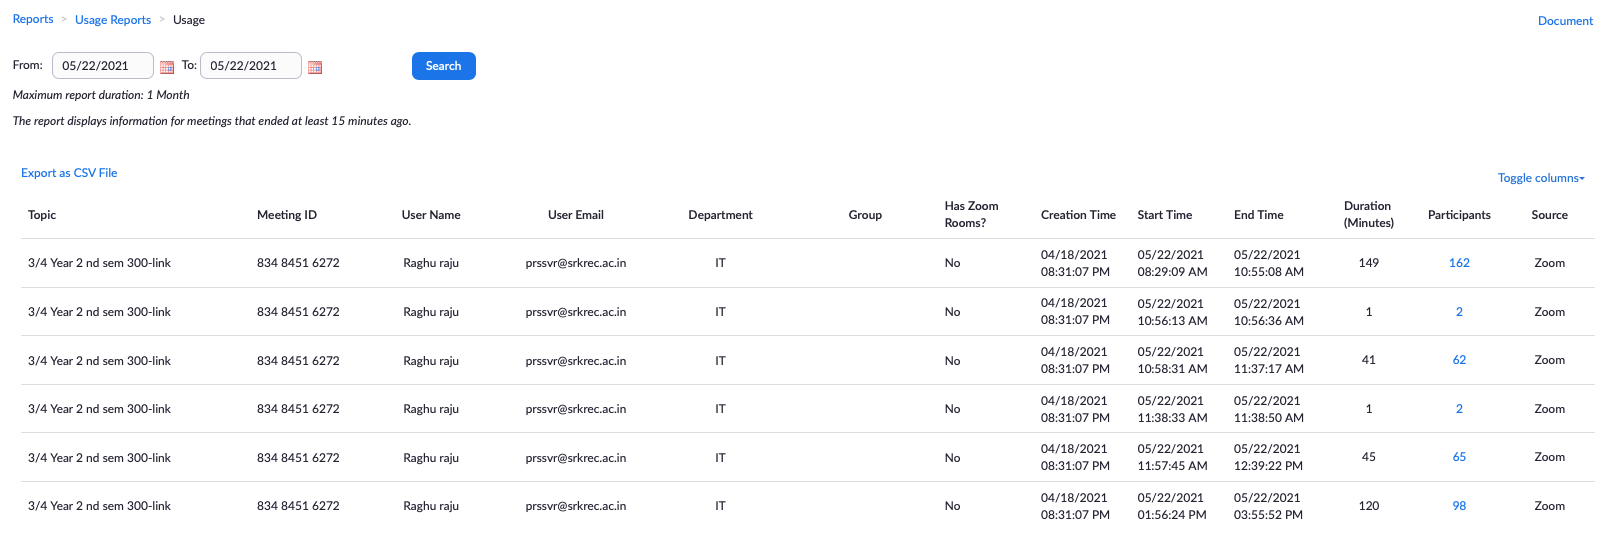 Reports > Usage Reports > Usage
Document
From: 05/22/2021 To: 05/22/2021 Search
Maximum report duration: 1 Month
The report displays information for meetings that ended at least 15 minutes ago.
Export as CSV File
Toggle columns
Topic Meeting ID User Name User Email Department Group Has Zoom Rooms? Creation Time Start Time End Time Duration (Minutes) Participants Source
3/4 Year 2 nd sem 300-link 834 8451 6272 Raghu raju prssvr@srkrec.ac.in IT No 04/18/2021 08:31:07 PM 05/22/2021 08:29:09 AM 05/22/2021 10:55:08 AM 149 162 Zoom
3/4 Year 2 nd sem 300-link 834 8451 6272 Raghu raju prssvr@srkrec.ac.in IT No 04/18/2021 08:31:07 PM 05/22/2021 10:56:13 AM 05/22/2021 10:56:36 AM 1 2 Zoom
3/4 Year 2 nd sem 300-link 834 8451 6272 Raghu raju prssvr@srkrec.ac.in IT No 04/18/2021 08:31:07 PM 05/22/2021 10:58:31 AM 05/22/2021 11:37:17 AM 41 62 Zoom
3/4 Year 2 nd sem 300-link 834 8451 6272 Raghu raju prssvr@srkrec.ac.in IT No 04/18/2021 08:31:07 PM 05/22/2021 11:38:33 AM 05/22/2021 11:38:50 AM 1 2 Zoom
3/4 Year 2 nd sem 300-link 834 8451 6272 Raghu raju prssvr@srkrec.ac.in IT No 04/18/2021 08:31:07 PM 05/22/2021 11:57:45 AM 05/22/2021 12:39:22 PM 45 65 Zoom
3/4 Year 2 nd sem 300-link 834 8451 6272 Raghu raju prssvr@srkrec.ac.in IT No 04/18/2021 08:31:07 PM 05/22/2021 01:56:24 PM 05/22/2021 03:55:52 PM 120 98 Zoom